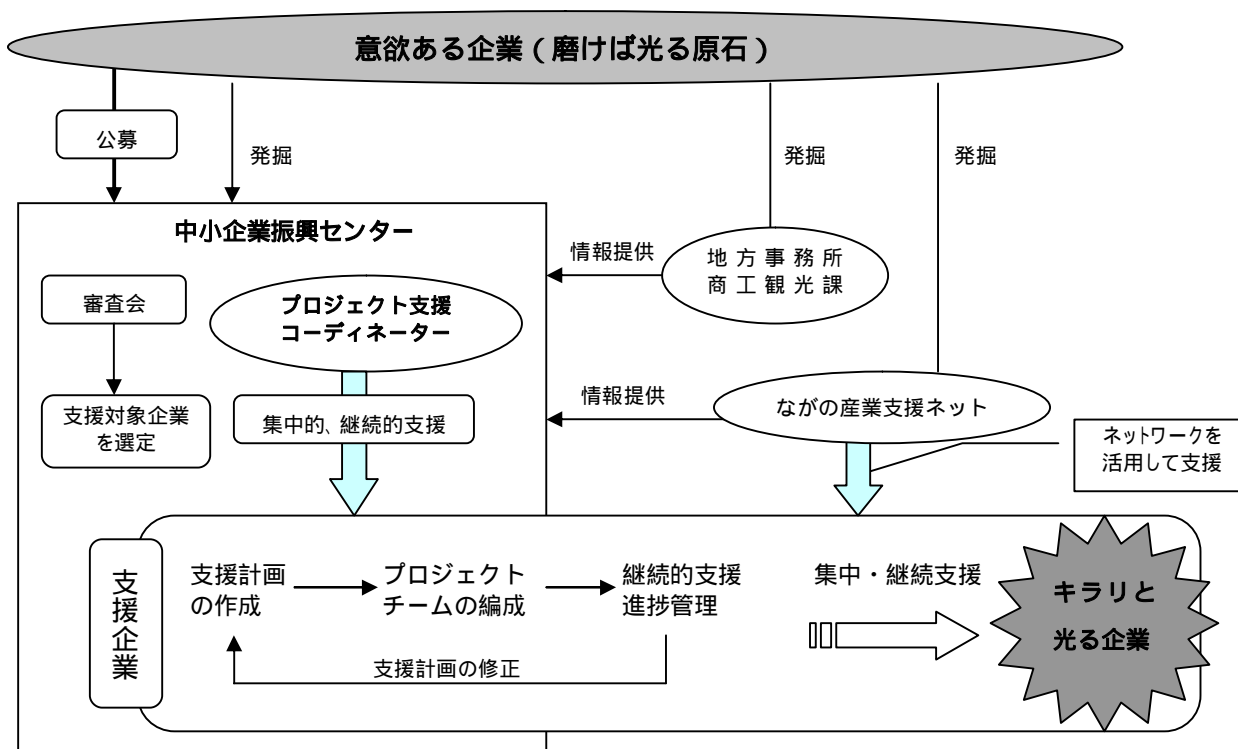 意欲ある企業（磨けば光る原石）
公募
発掘
発掘
発掘
中小企業振興センター
情報提供
地方事務所
商工観光課
審査会
プロジェクト支援
コーディネーター
支援対象企業
を選定
集中的、継続的支援
情報提供
ながの産業支援ネット
ネットワークを
活用して支援
支援企業
支援計画
の作成
プロジェクト
チームの編成
継続的支援
進捗管理
集中・継続支援
キラリと
光る企業
支援計画の修正